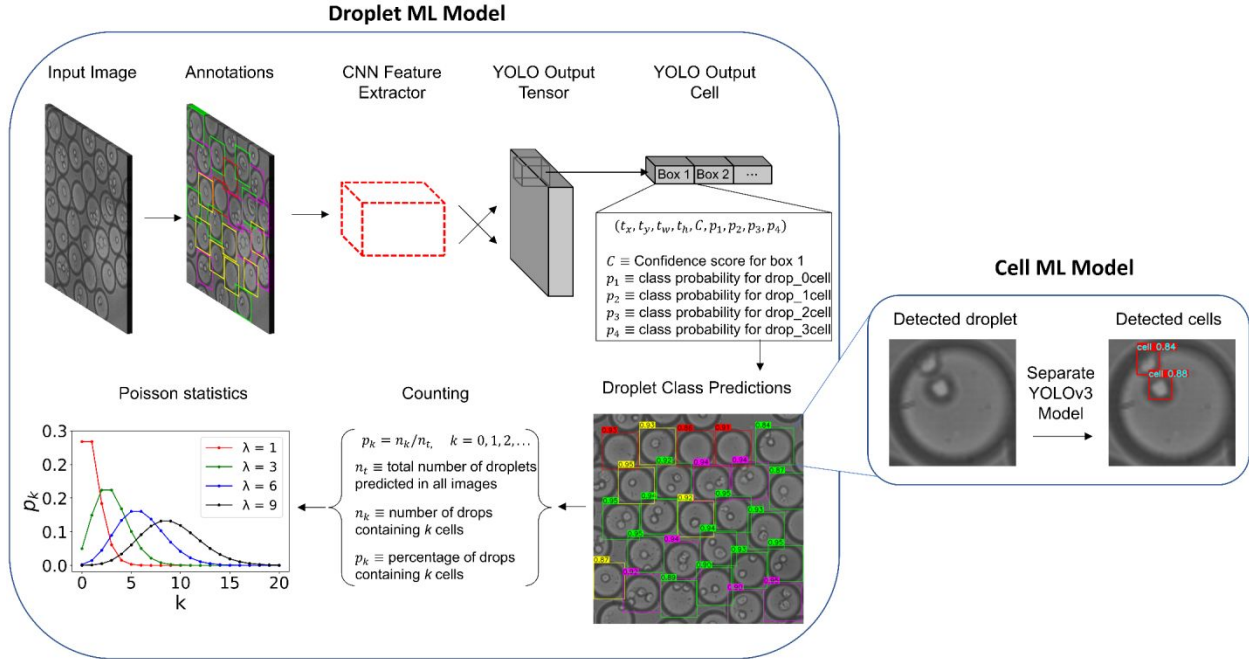 Droplet ML Model
Input Image
Annotations
CNN Feature
Extractor
YOLO Output
Tensor
YOLO Output
Cell
Box 1
Box 2
...
(t_x, t_y, t_w, t_h, C, p_1, p_2, p_3, p_4)
C ≡ Confidence score for box 1
p_1 ≡ class probability for drop_0cell
p_2 ≡ class probability for drop_1cell
p_3 ≡ class probability for drop_2cell
p_4 ≡ class probability for drop_3cell
Cell ML Model
Detected droplet
Separate
YOLOv3
Model
Detected cells
cell 0.84
cell 0.88
Droplet Class Predictions
Counting
p_k = n_k/n_t, k = 0, 1, 2, ...
n_t ≡ total number of droplets
predicted in all images
n_k ≡ number of drops
containing k cells
p_k ≡ percentage of drops
containing k cells
Poisson statistics
0.3
0.2
0.1
0.0
p_k
λ = 1
λ = 3
λ = 6
λ = 9
0 5 10 15 20
k